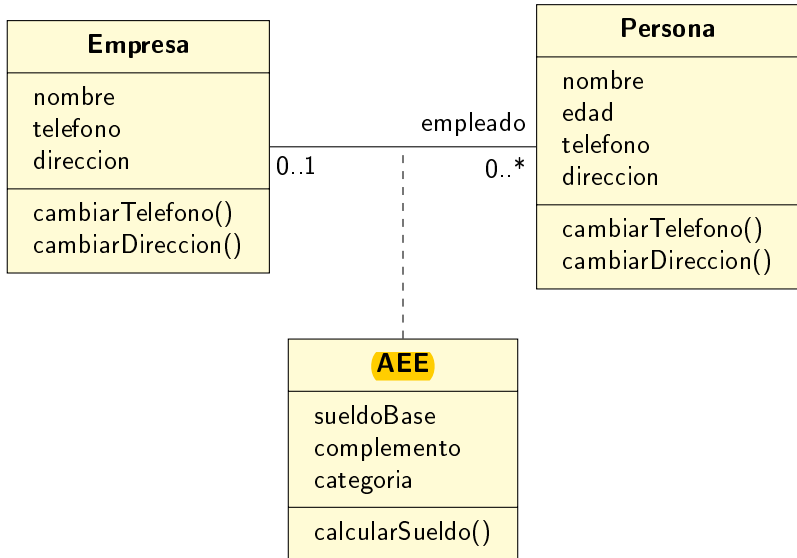 Empresa
nombre
telefono
direccion
cambiarTelefono()
cambiarDireccion()
empleado
0..1
0..*
Persona
nombre
edad
telefono
direccion
cambiarTelefono()
cambiarDireccion()
AEE
sueldoBase
complemento
categoria
calcularSueldo()